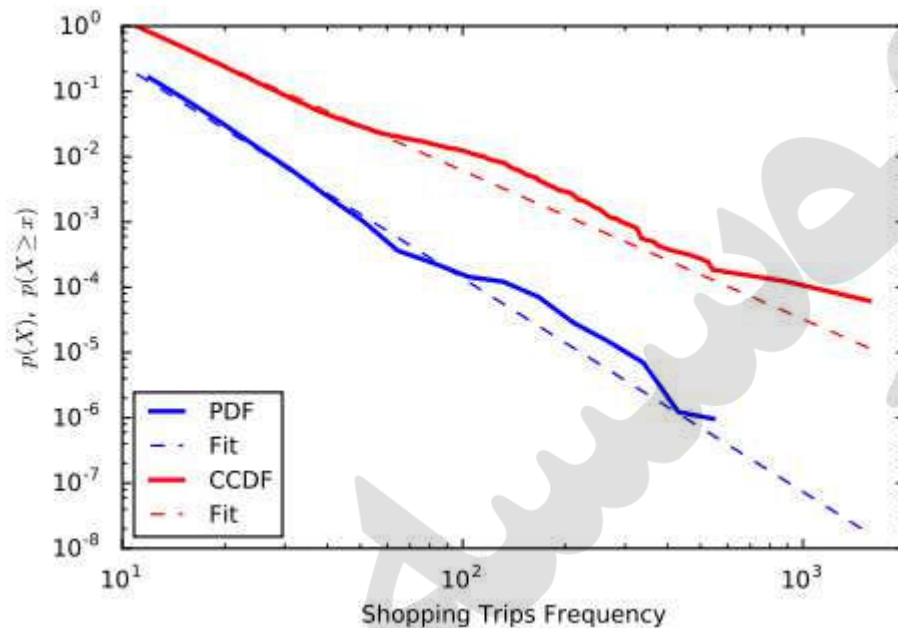 10^0
10^-1
10^-2
10^-3
10^-4
10^-5
10^-6
10^-7
10^-8
p(X), p(X ≥ x)
PDF
Fit
CCDF
Fit
10^1 10^2 10^3
Shopping Trips Frequency